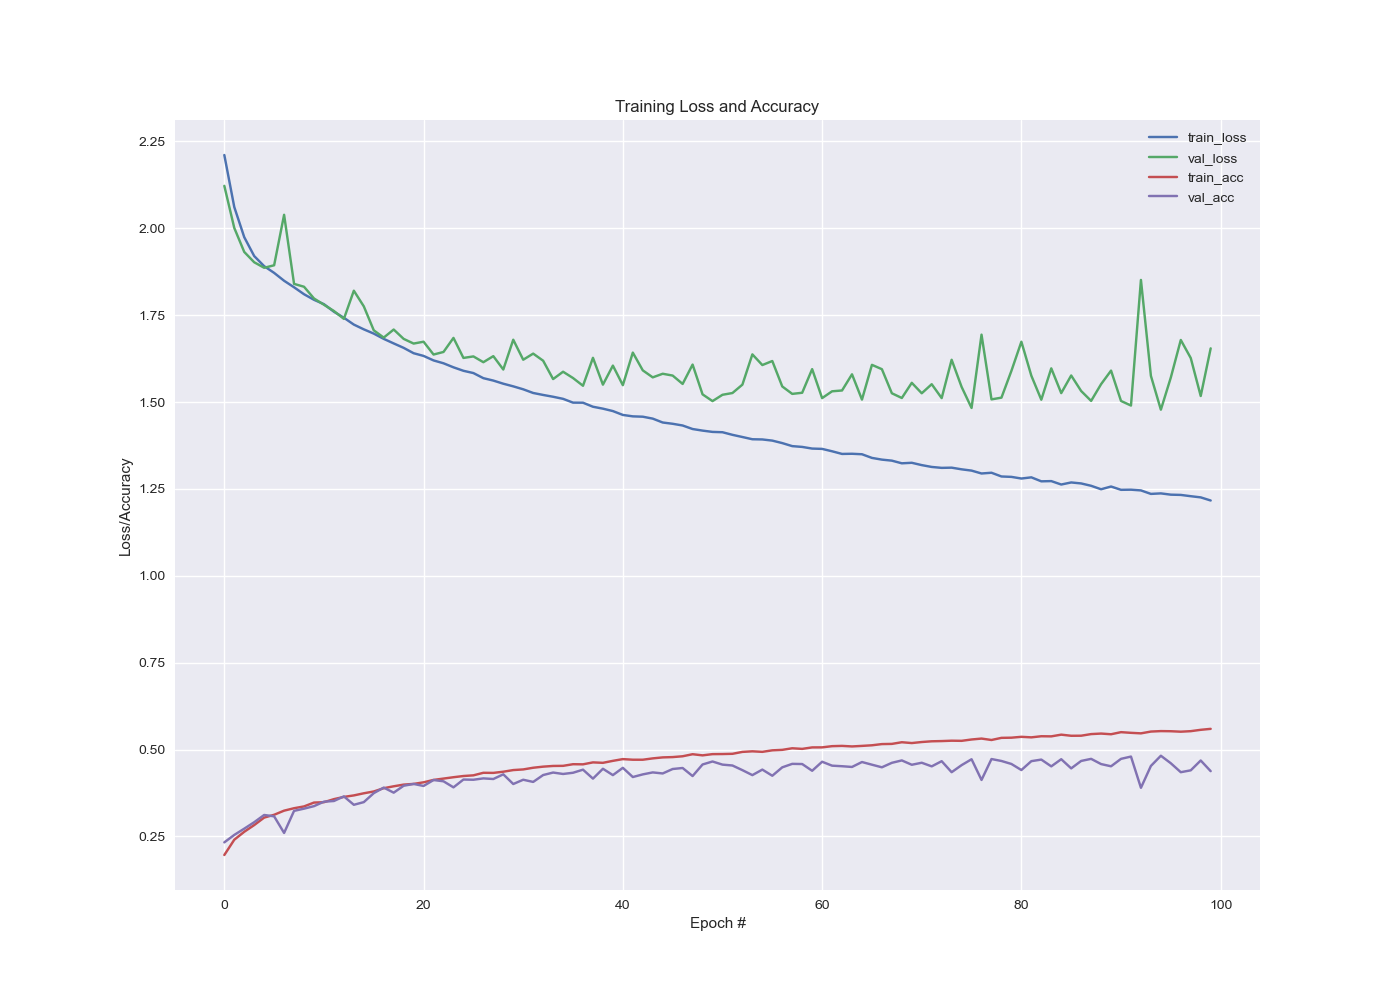 Training Loss and Accuracy
train_loss
val_loss
train_acc
val_acc
2.25
2.00
1.75
1.50
1.25
1.00
0.75
0.50
0.25
Loss/Accuracy
0 20 40 60 80 100
Epoch #